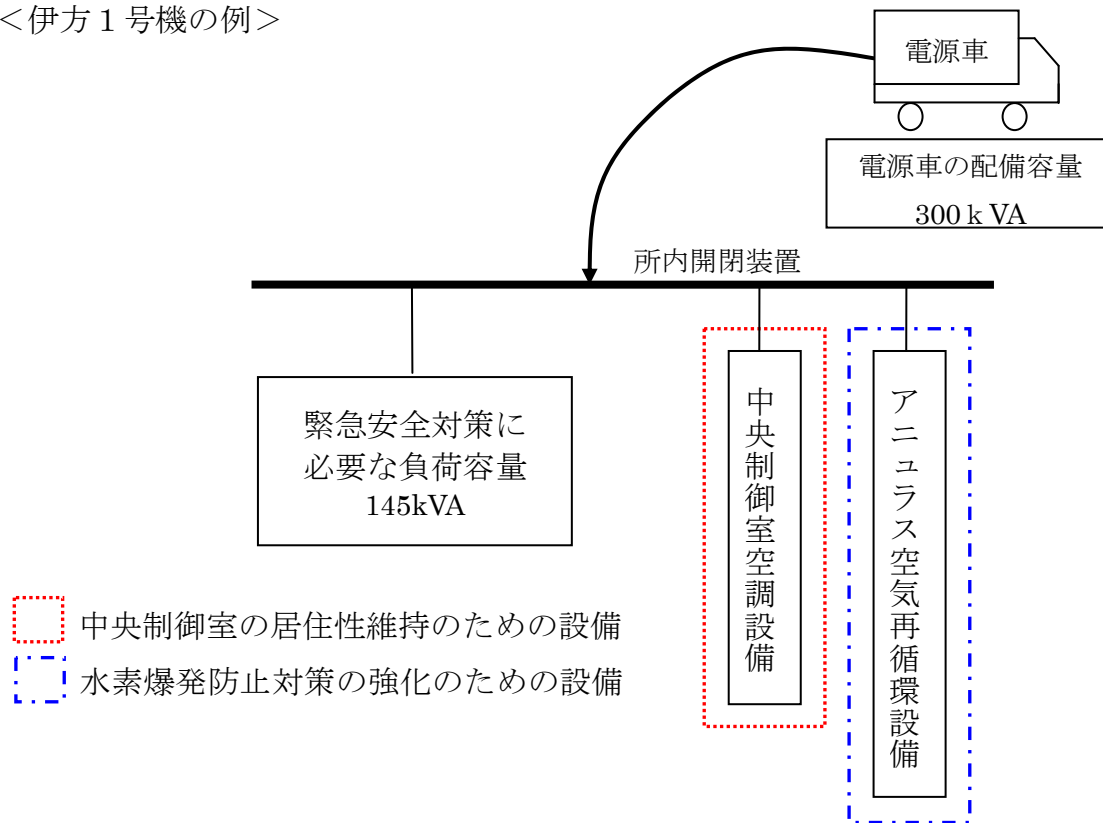 <伊方1号機の例>
電源車
電源車の配備容量
300kVA
所内開閉装置
緊急安全対策に
必要な負荷容量
145kVA
中央制御室空調設備
アニュラス空気再循環設備
中央制御室の居住性維持のための設備
水素爆発防止対策の強化のための設備